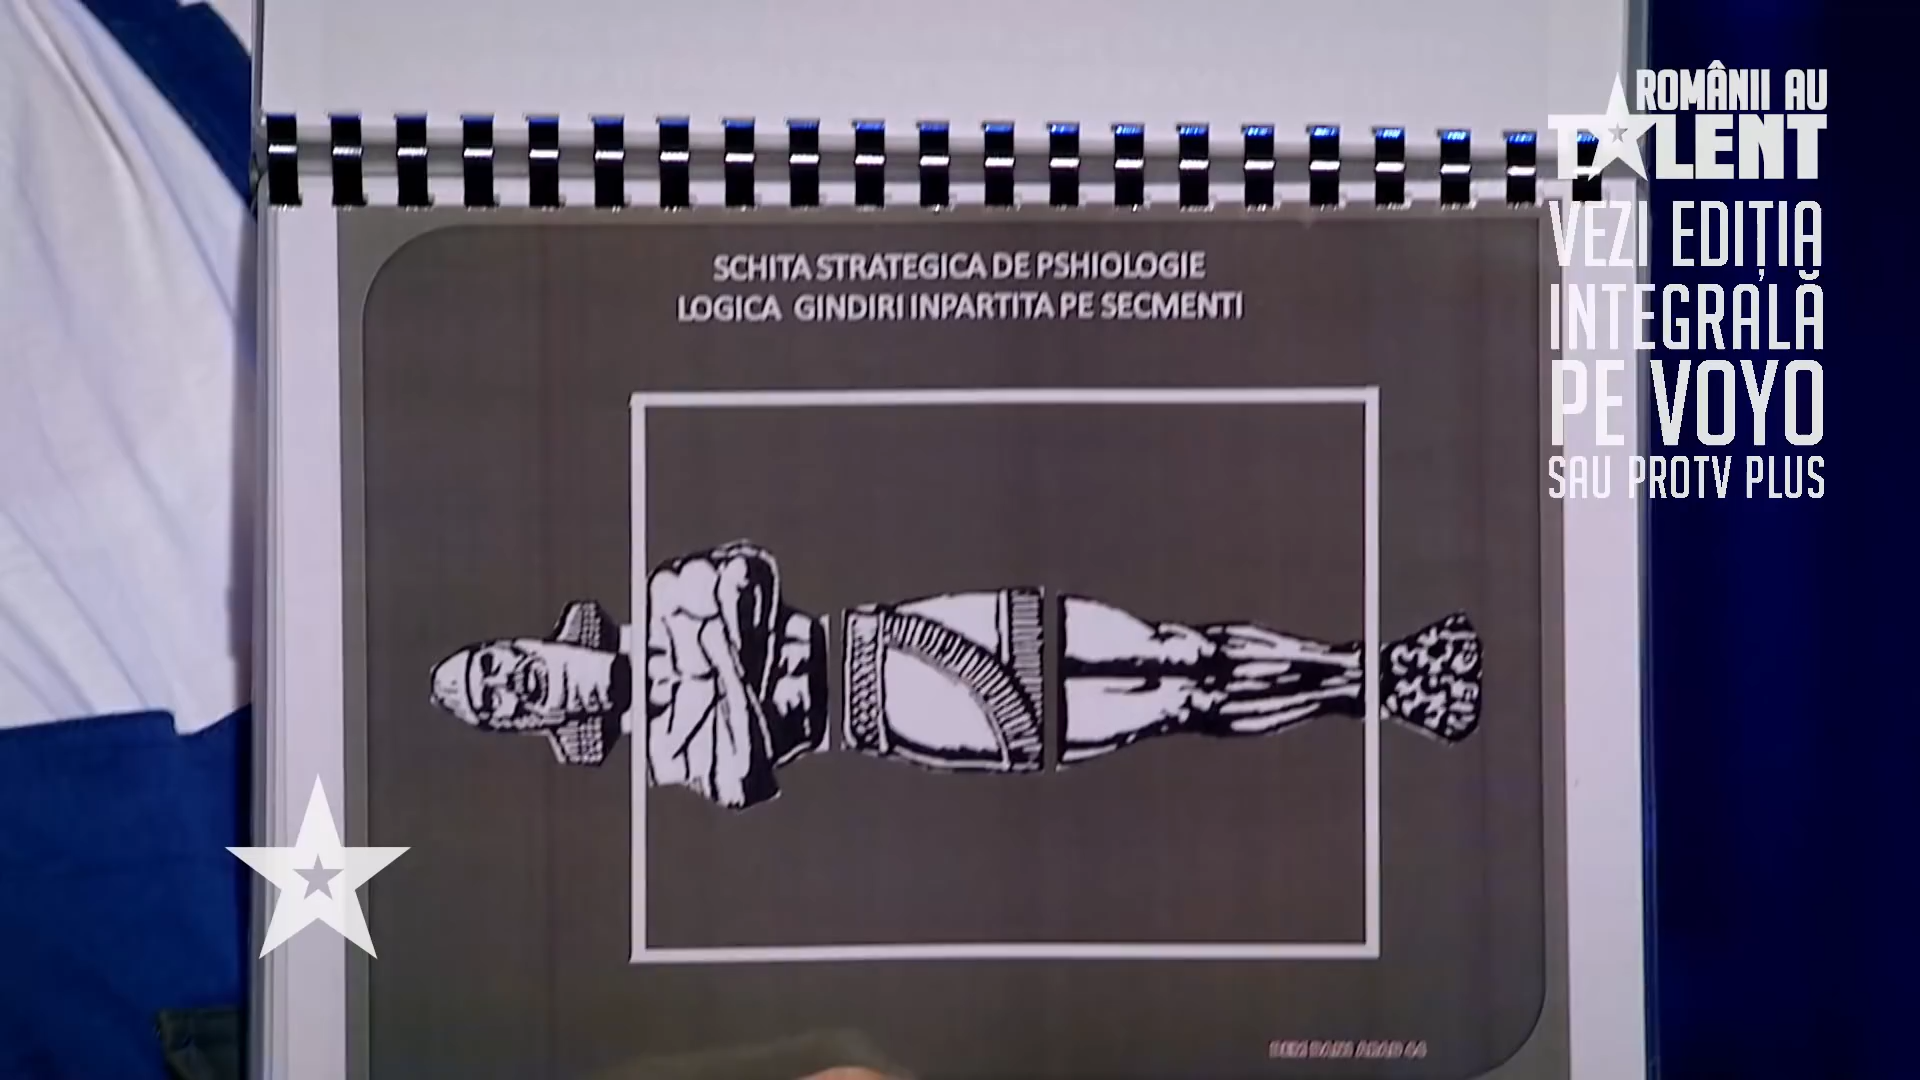 SCHITA STRATEGICA DE PSHIOLOGIE
LOGICA GINDIRI INPARTITA PE SECMENTI
ROMÂNII AU
TALENT
VEZI EDIȚIA
INTEGRALĂ
PE VOYO
SAU PROTV PLUS